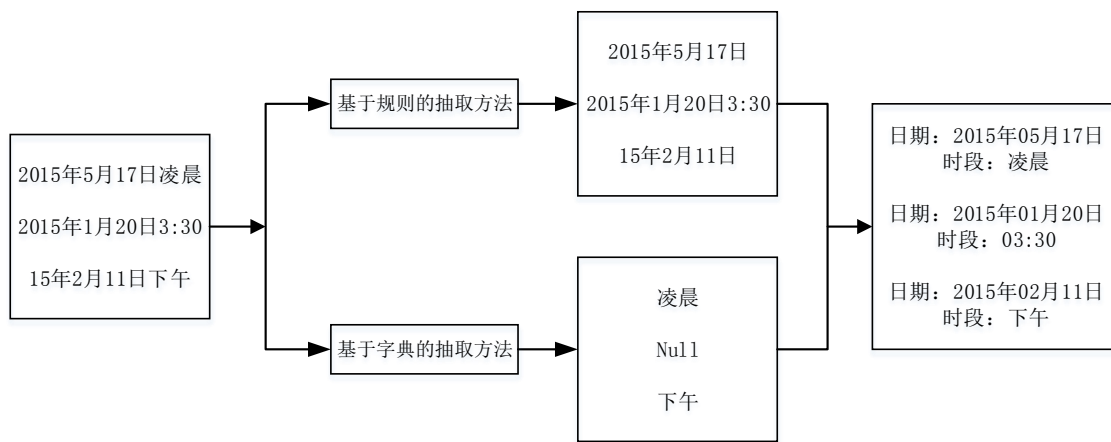 2015年5月17日凌晨
2015年1月20日3:30
15年2月11日下午
基于规则的抽取方法
基于字典的抽取方法
2015年5月17日
2015年1月20日3:30
15年2月11日
凌晨
Null
下午
日期：2015年05月17日
时段：凌晨
日期：2015年01月20日
时段：03:30
日期：2015年02月11日
时段：下午